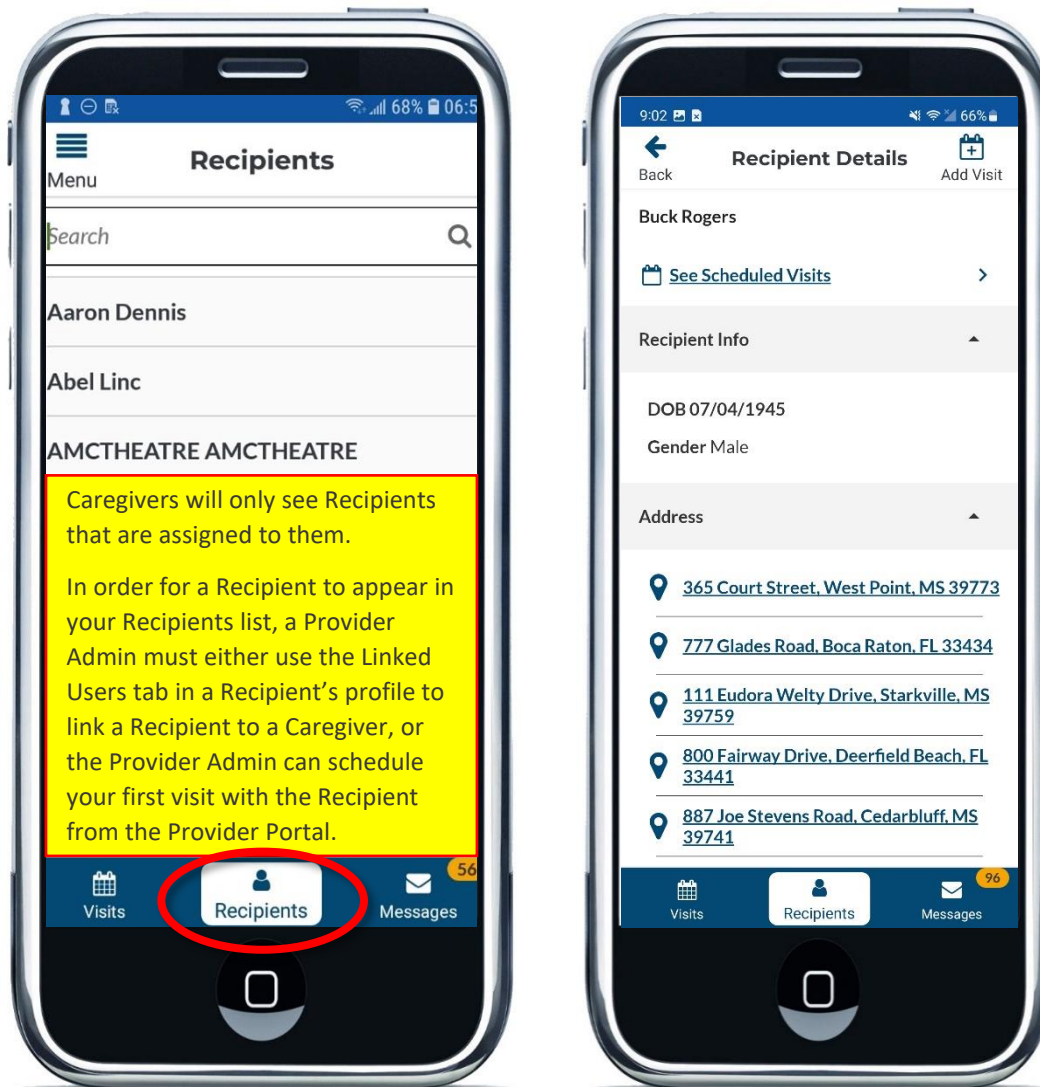 68% 06:5
Menu
Recipients
Search
Aaron Dennis
Abel Linc
AMCTHEATRE AMCTHEATRE
Caregivers will only see Recipients
that are assigned to them.
In order for a Recipient to appear in
your Recipients list, a Provider
Admin must either use the Linked
Users tab in a Recipient’s profile to
link a Recipient to a Caregiver, or
the Provider Admin can schedule
your first visit with the Recipient
from the Provider Portal.
Visits
Recipients
Messages
56
9:02
66%
Back
Recipient Details
Add Visit
Buck Rogers
See Scheduled Visits
Recipient Info
DOB 07/04/1945
Gender Male
Address
365 Court Street, West Point, MS 39773
777 Glades Road, Boca Raton, FL 33434
111 Eudora Welty Drive, Starkville, MS
39759
800 Fairway Drive, Deerfield Beach, FL
33441
887 Joe Stevens Road, Cedarbluff, MS
39741
Visits
Recipients
Messages
96